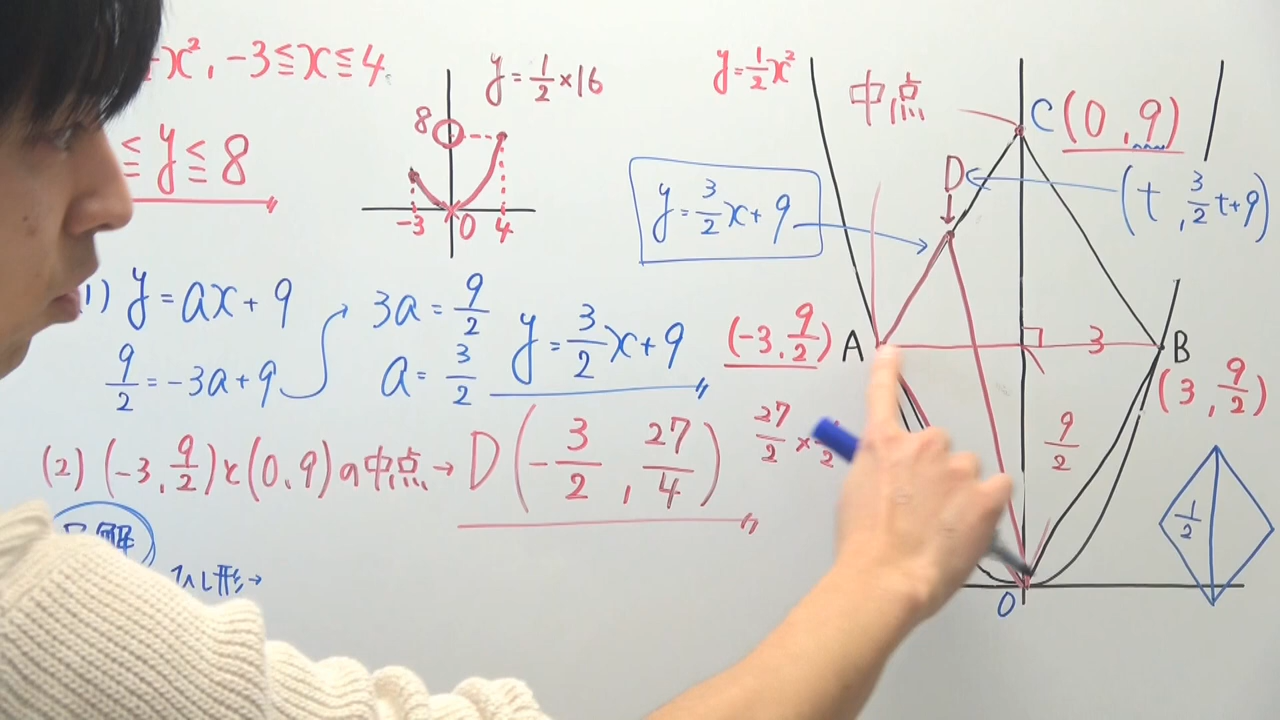 x², -3≦x≦4
≦ y ≦ 8
8
-3 0 4
y=1/2×16
y=1/2x²
中点
C(0,9)
D
(t, 3/2t+9)
y=3/2x+9
1) y=ax+9
9/2=-3a+9
3a=9/2
a=3/2
y=3/2x+9
(-3,9/2) A
3
B
(3,9/2)
9/2
1/2
O
(2) (-3,9/2)と(0,9)の中点→ D(-3/2, 27/4)
27/2×
解
形→